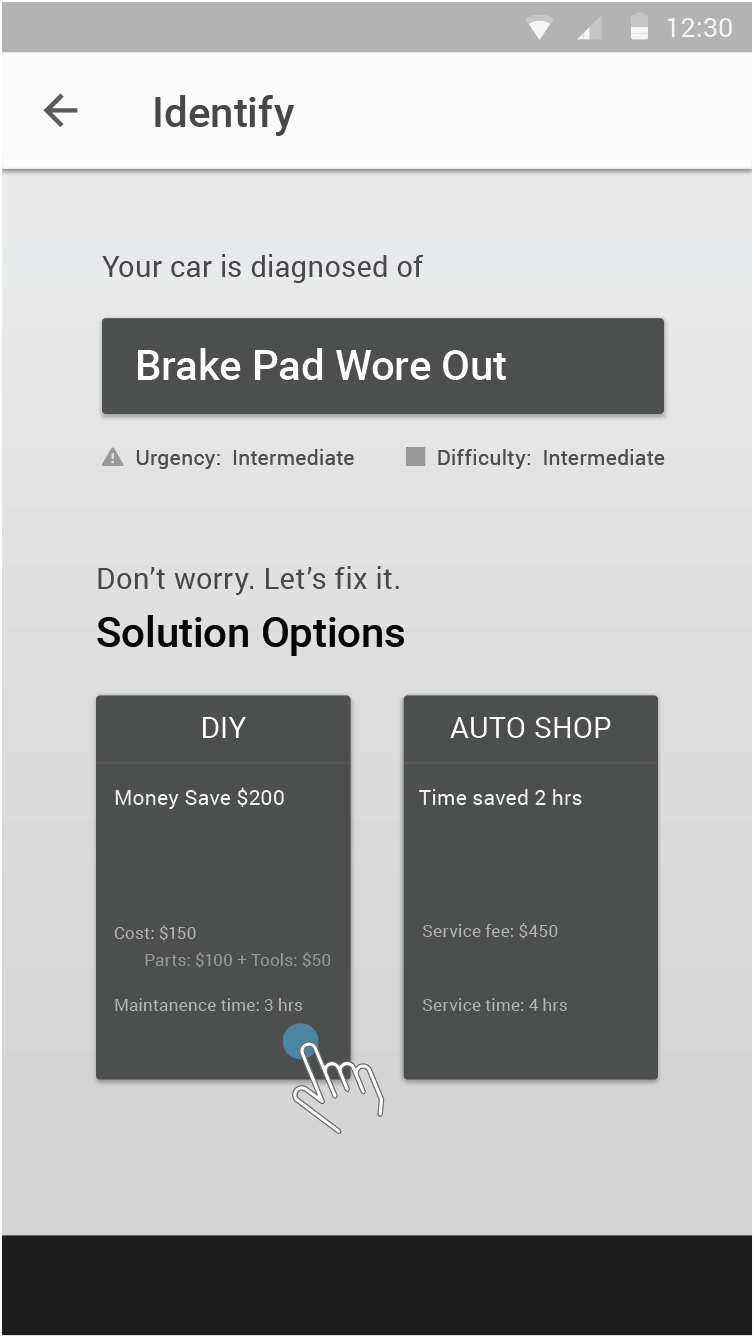 12:30
Identify
Your car is diagnosed of
Brake Pad Wore Out
Urgency: Intermediate
Difficulty: Intermediate
Don’t worry. Let’s fix it.
Solution Options
DIY
Money Save $200
Cost: $150
Parts: $100 + Tools: $50
Maintanence time: 3 hrs
AUTO SHOP
Time saved 2 hrs
Service fee: $450
Service time: 4 hrs